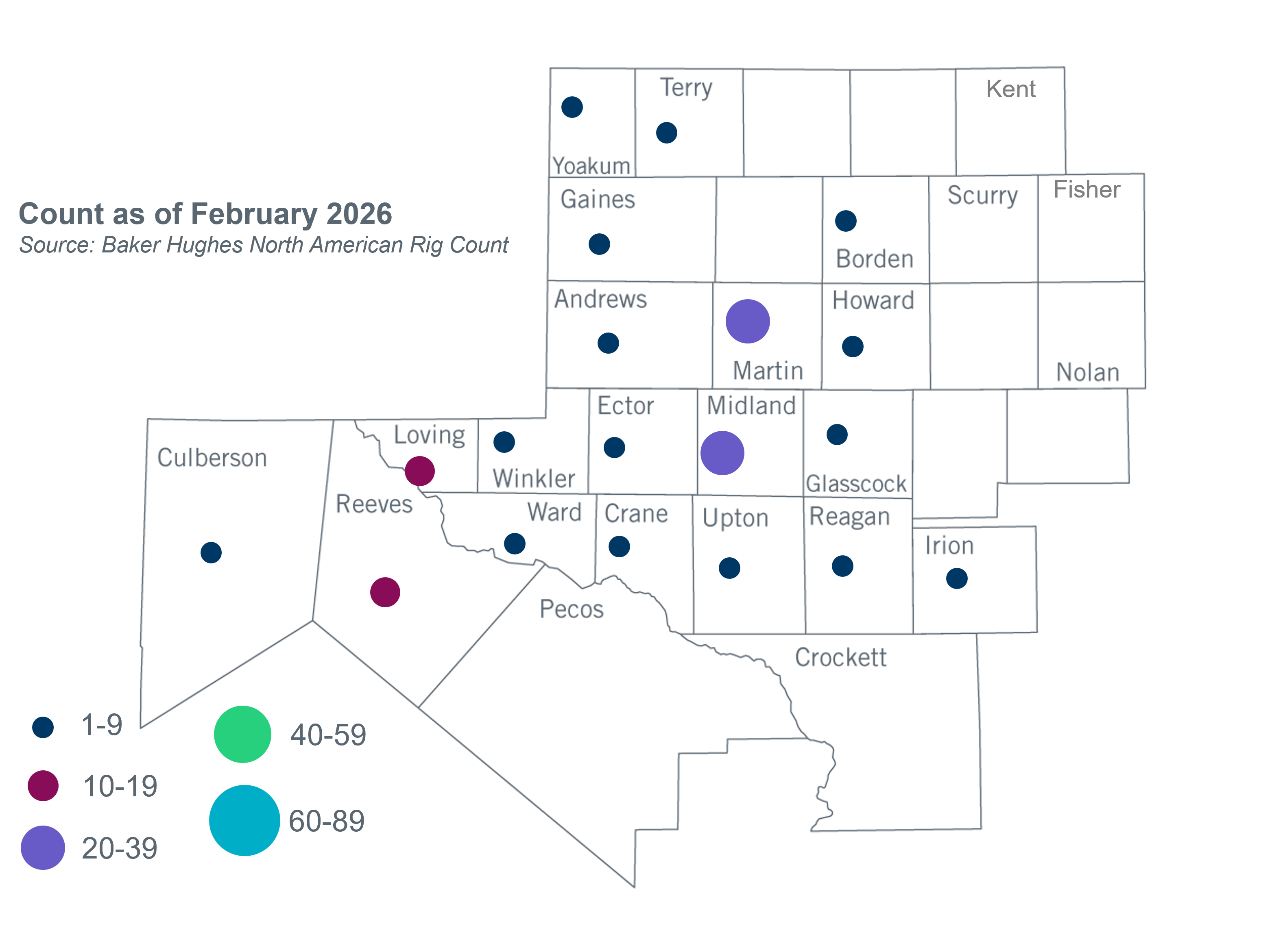 Terry
Kent
Yoakum
Count as of February 2026
Source: Baker Hughes North American Rig Count
Gaines
Scurry
Fisher
Borden
Andrews
Howard
Martin
Nolan
Culberson
Loving
Ector
Midland
Winkler
Glasscock
Reeves
Ward
Crane
Upton
Reagan
Irion
Pecos
Crockett
1-9
40-59
10-19
60-89
20-39